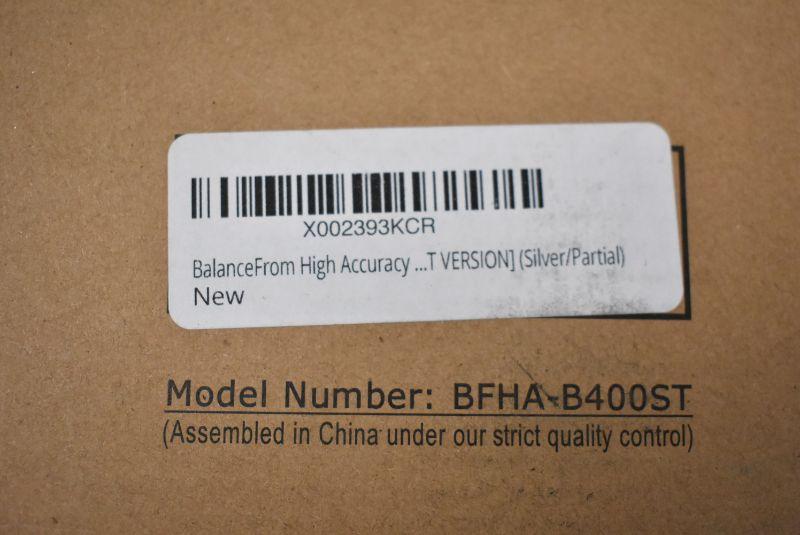 X002393KCR
BalanceFrom High Accuracy ...T VERSION] (Silver/Partial)
New
Model Number: BFHA-B400ST
(Assembled in China under our strict quality control)